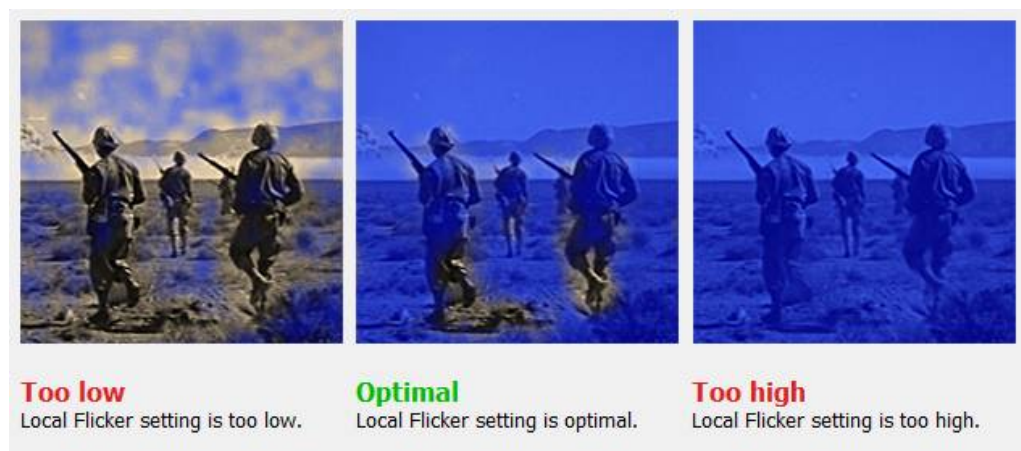 Too low
Local Flicker setting is too low.
Optimal
Local Flicker setting is optimal.
Too high
Local Flicker setting is too high.